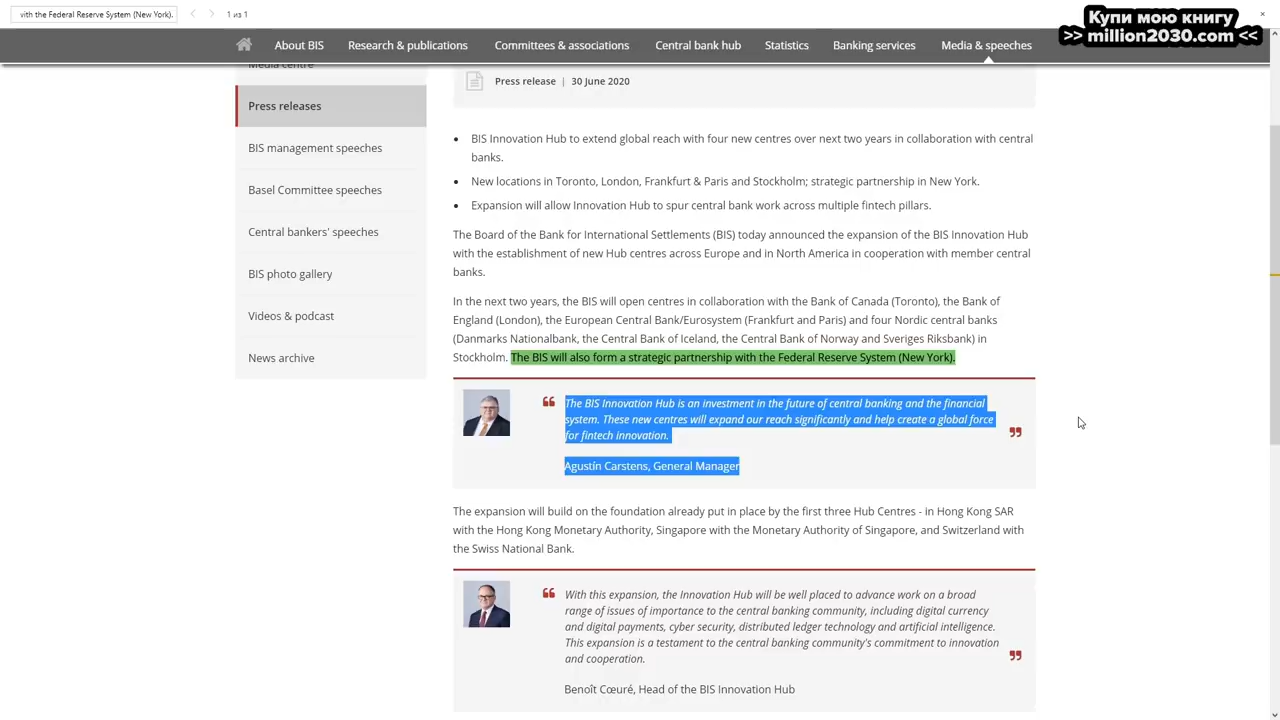 with the Federal Reserve System (New York).
1 из 1
Купи мою книгу
>> million2030.com <<
About BIS
Research & publications
Committees & associations
Central bank hub
Statistics
Banking services
Media & speeches
Media centre
Press releases
BIS management speeches
Basel Committee speeches
Central bankers' speeches
BIS photo gallery
Videos & podcast
News archive
Press release | 30 June 2020
BIS Innovation Hub to extend global reach with four new centres over next two years in collaboration with central
banks.
New locations in Toronto, London, Frankfurt & Paris and Stockholm; strategic partnership in New York.
Expansion will allow Innovation Hub to spur central bank work across multiple fintech pillars.
The Board of the Bank for International Settlements (BIS) today announced the expansion of the BIS Innovation Hub
with the establishment of new Hub centres across Europe and in North America in cooperation with member central
banks.
In the next two years, the BIS will open centres in collaboration with the Bank of Canada (Toronto), the Bank of
England (London), the European Central Bank/Eurosystem (Frankfurt and Paris) and four Nordic central banks
(Danmarks Nationalbank, the Central Bank of Iceland, the Central Bank of Norway and Sveriges Riksbank) in
Stockholm. The BIS will also form a strategic partnership with the Federal Reserve System (New York).
The BIS Innovation Hub is an investment in the future of central banking and the financial
system. These new centres will expand our reach significantly and help create a global force
for fintech innovation.
Agustín Carstens, General Manager
The expansion will build on the foundation already put in place by the first three Hub Centres - in Hong Kong SAR
with the Hong Kong Monetary Authority, Singapore with the Monetary Authority of Singapore, and Switzerland with
the Swiss National Bank.
With this expansion, the Innovation Hub will be well placed to advance work on a broad
range of issues of importance to the central banking community, including digital currency
and digital payments, cyber security, distributed ledger technology and artificial intelligence.
This expansion is a testament to the central banking community's commitment to innovation
and cooperation.
Benoît Cœuré, Head of the BIS Innovation Hub